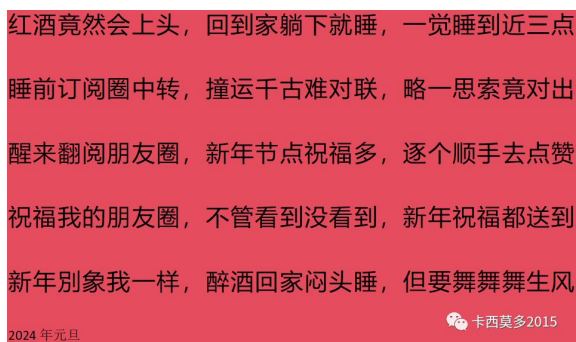 红酒竟然会上头，回到家躺下就睡，一觉睡到近三点
睡前订阅圈中转，撞运千古难对联，略一思索竟对出
醒来翻阅朋友圈，新年节点祝福多，逐个顺手去点赞
祝福我的朋友圈，不管看到没看到，新年祝福都送到
新年别象我一样，醉酒回家闷头睡，但要舞舞舞生风
卡西莫多2015
2024 年元旦